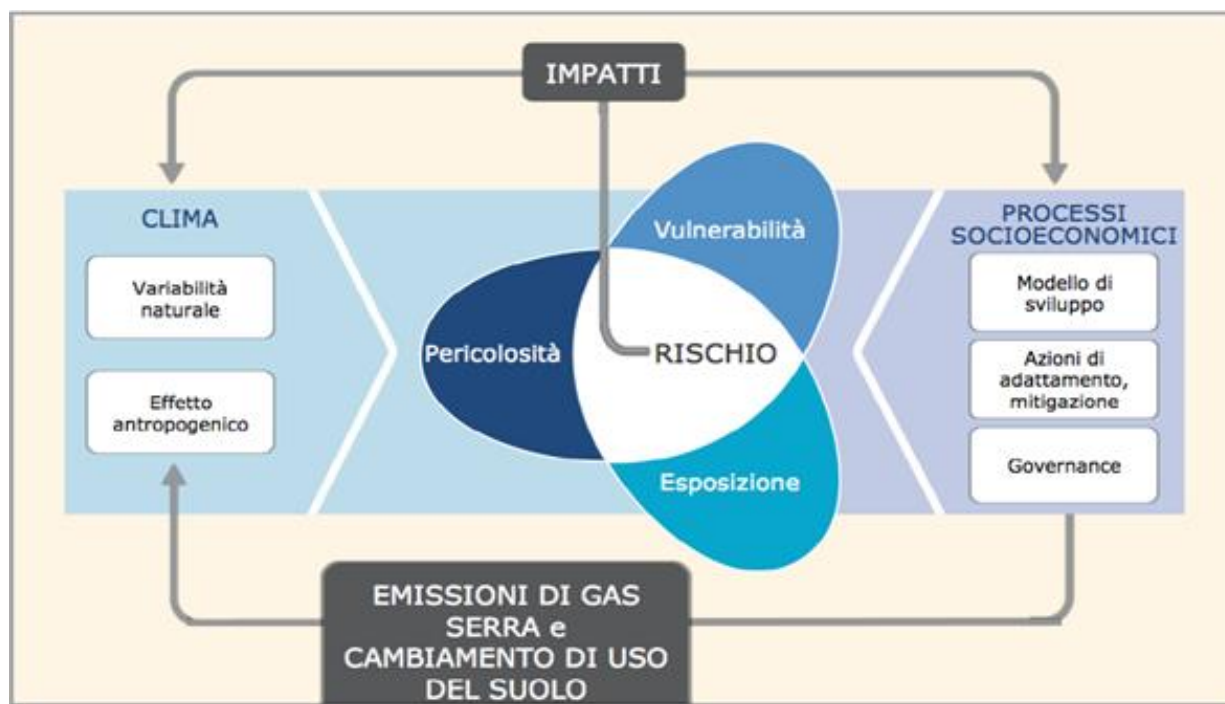 IMPATTI
CLIMA
Variabilità
naturale
Effetto
antropogenico
Vulnerabilità
Pericolosità
RISCHIO
Esposizione
PROCESSI
SOCIOECONOMICI
Modello di
sviluppo
Azioni di
adattamento,
mitigazione
Governance
EMISSIONI DI GAS
SERRA e
CAMBIAMENTO DI USO
DEL SUOLO